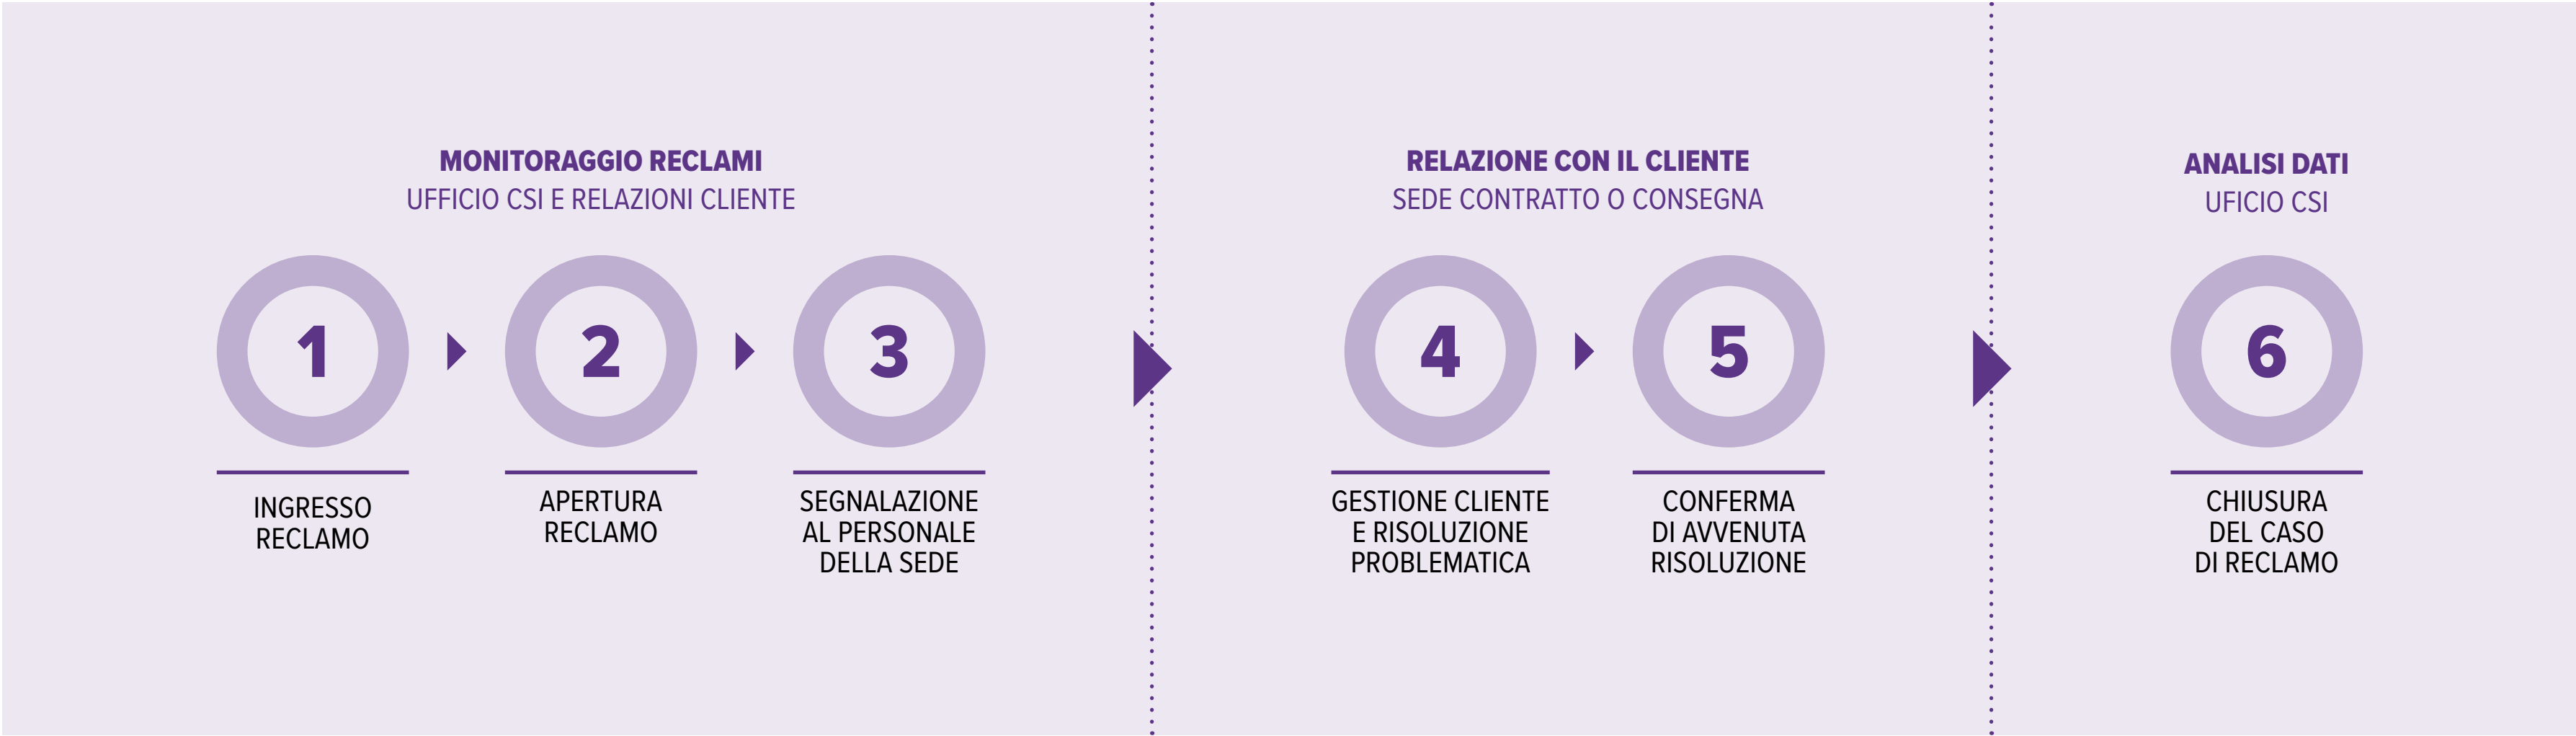 MONITORAGGIO RECLAMI
UFFICIO CSI E RELAZIONI CLIENTE
1
2
3
INGRESSO
RECLAMO
APERTURA
RECLAMO
SEGNALAZIONE
AL PERSONALE
DELLA SEDE
RELAZIONE CON IL CLIENTE
SEDE CONTRATTO O CONSEGNA
4
5
GESTIONE CLIENTE
E RISOLUZIONE
PROBLEMATICA
CONFERMA
DI AVVENUTA
RISOLUZIONE
ANALISI DATI
UFICIO CSI
6
CHIUSURA
DEL CASO
DI RECLAMO